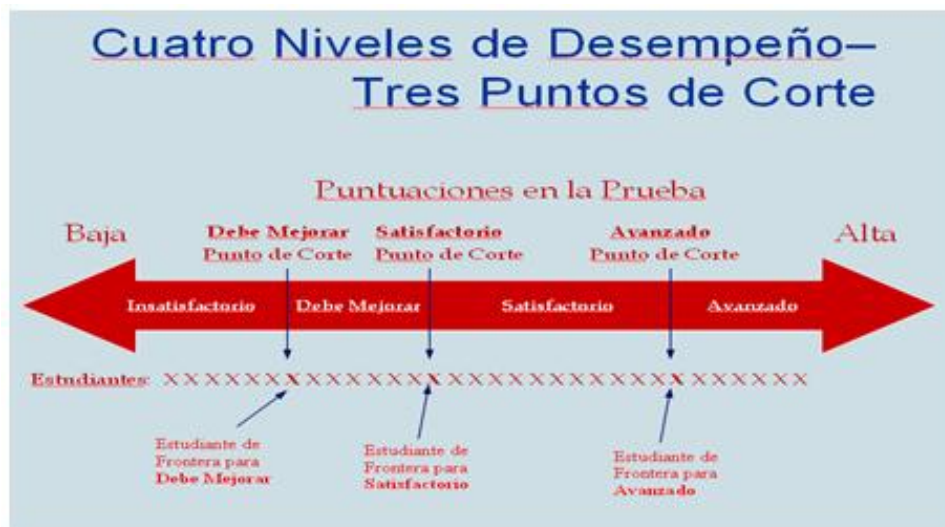 Cuatro Niveles de Desempeño–
Tres Puntos de Corte
Puntuaciones en la Prueba
Baja
Debe Mejorar
Punto de Corte
Satisfactorio
Punto de Corte
Avanzado
Punto de Corte
Alta
Insatisfactorio
Debe Mejorar
Satisfactorio
Avanzado
Estudiantes: X X X X X X X X X X X X X X X X X X X X X X X X X X X X X X X X
Estudiante de
Frontera para
Debe Mejorar
Estudiante de
Frontera para
Satisfactorio
Estudiante de
Frontera para
Avanzado